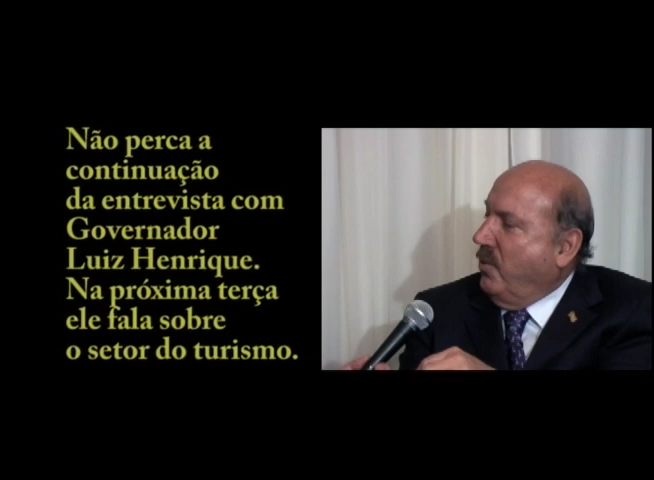 Não perca a
continuação
da entrevista com
Governador
Luiz Henrique.
Na próxima terça
ele fala sobre
o setor do turismo.